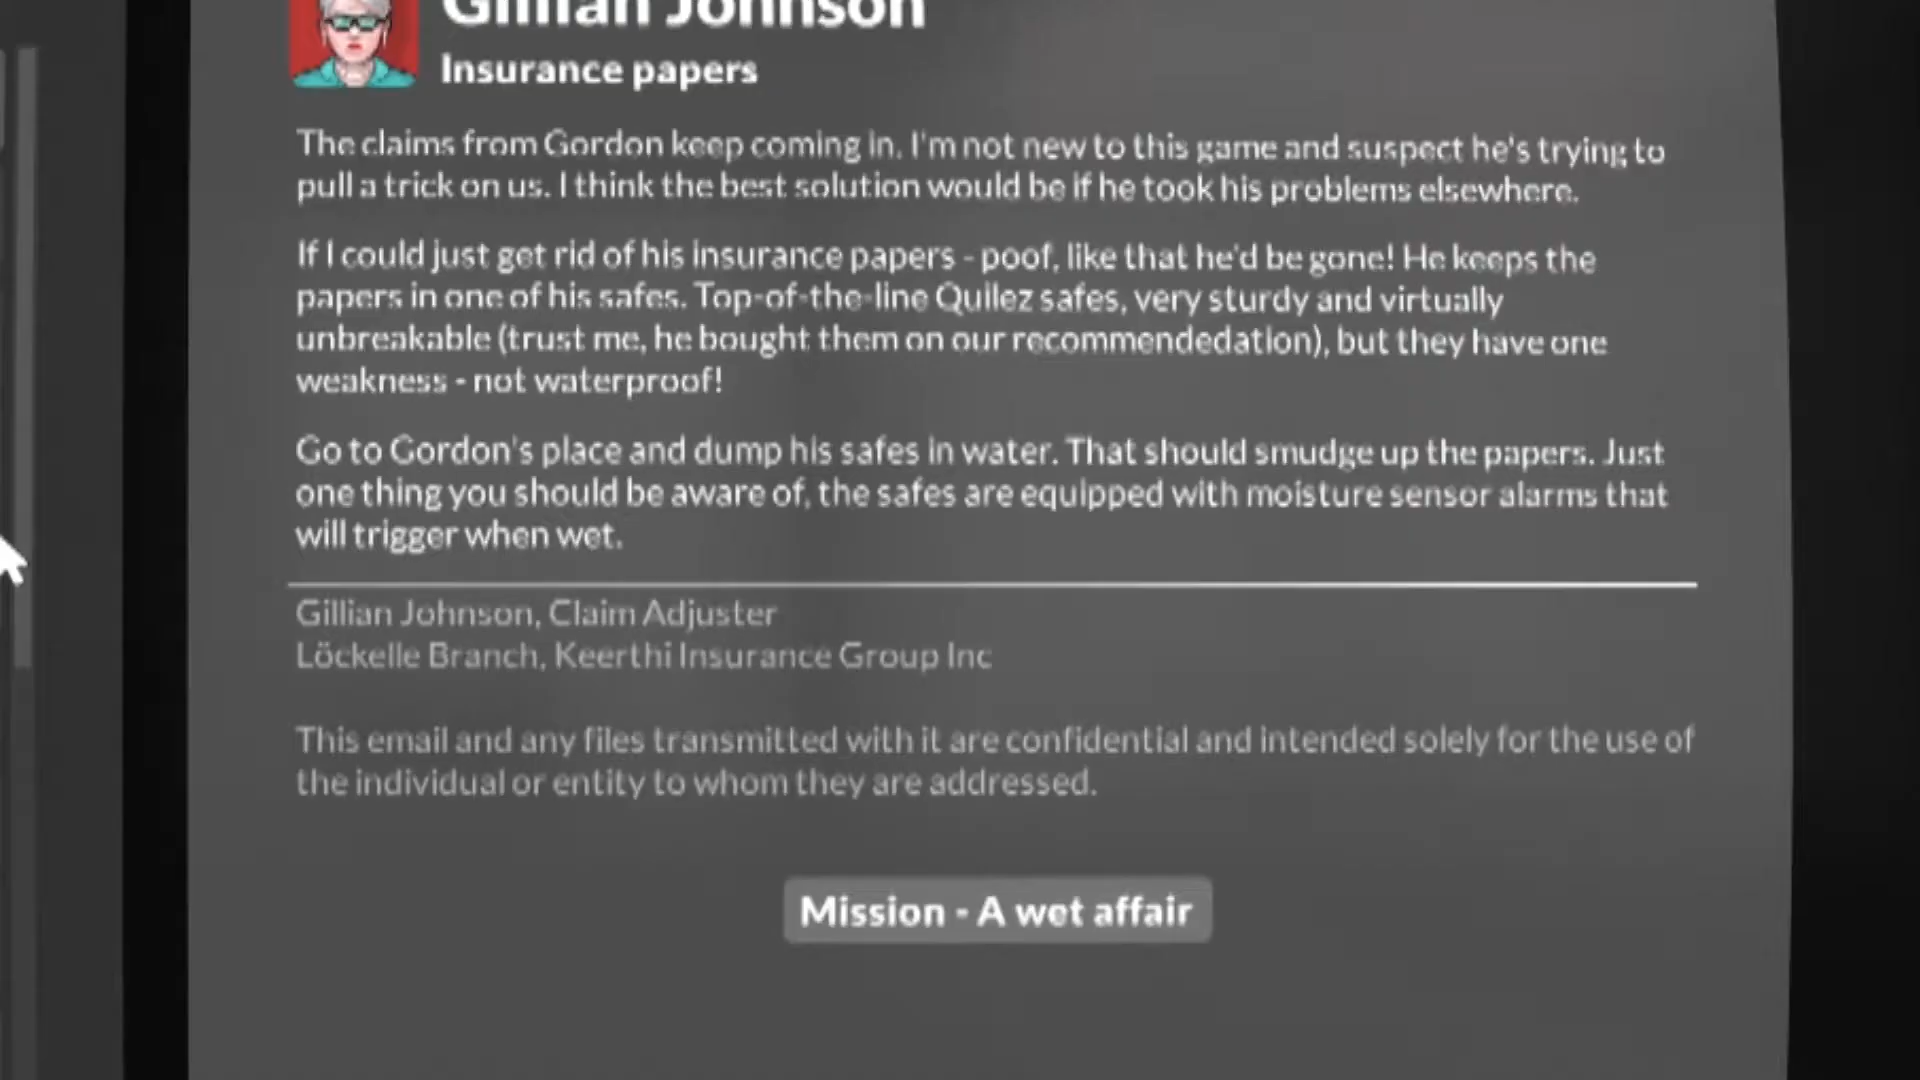 Gillian Johnson
Insurance papers
The claims from Gordon keep coming in. I'm not new to this game and suspect he's trying to
pull a trick on us. I think the best solution would be if he took his problems elsewhere.
If I could just get rid of his insurance papers - poof, like that he'd be gone! He keeps the
papers in one of his safes. Top-of-the-line Quilez safes, very sturdy and virtually
unbreakable (trust me, he bought them on our recommendedation), but they have one
weakness - not waterproof!
Go to Gordon's place and dump his safes in water. That should smudge up the papers. Just
one thing you should be aware of, the safes are equipped with moisture sensor alarms that
will trigger when wet.
Gillian Johnson, Claim Adjuster
Löckelle Branch, Keerthi Insurance Group Inc
This email and any files transmitted with it are confidential and intended solely for the use of
the individual or entity to whom they are addressed.
Mission - A wet affair